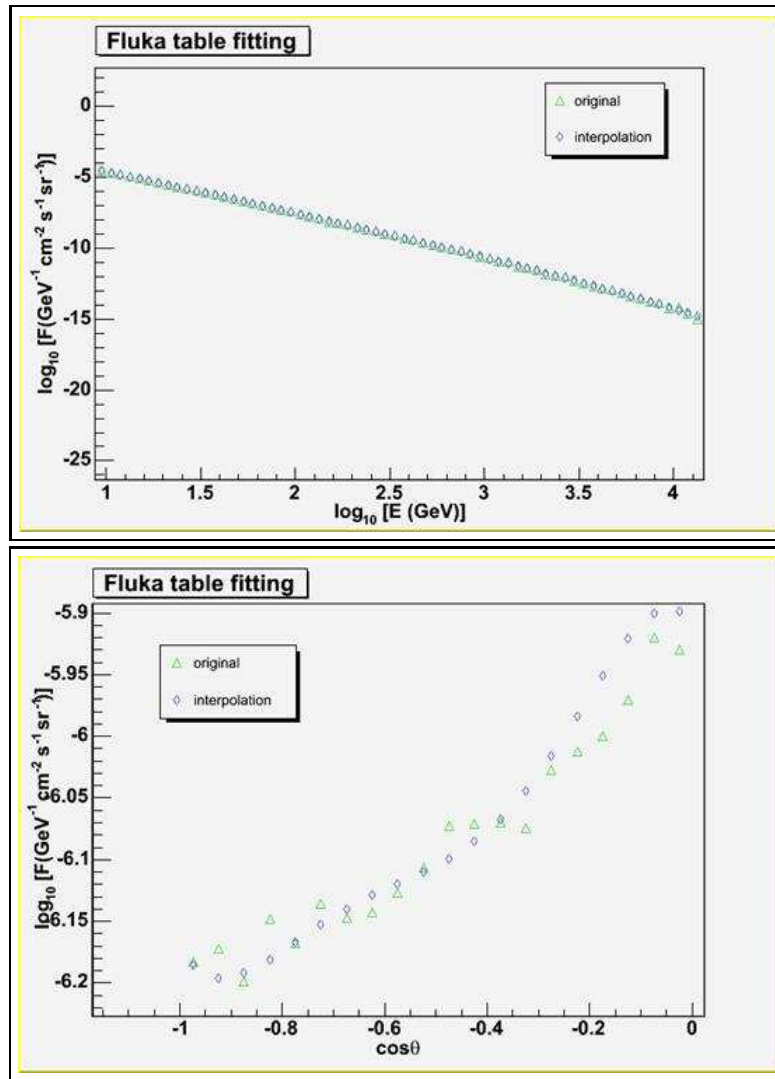 Fluka table fitting
original
interpolation
0
-5
-10
-15
-20
-25
log₁₀ [F(GeV⁻¹ cm⁻² s⁻¹ sr⁻¹)]
1 1.5 2 2.5 3 3.5 4
log₁₀ [E (GeV)]
Fluka table fitting
-5.9
-5.95
-6
-6.05
-6.1
-6.15
-6.2
original
interpolation
log₁₀ [F(GeV⁻¹ cm⁻² s⁻¹ sr⁻¹)]
-1 -0.8 -0.6 -0.4 -0.2 0
cosθ